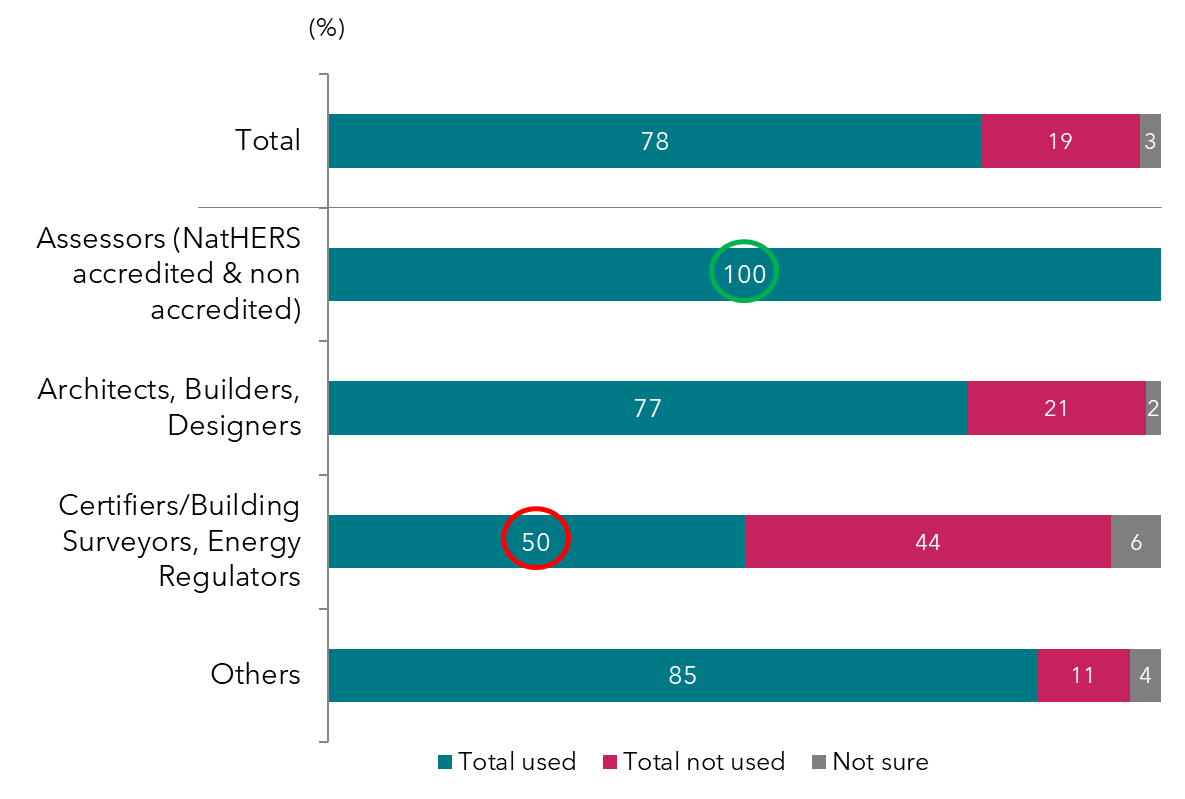 (%)
Total
78
19
3
Assessors (NatHERS
accredited & non
accredited)
100
Architects, Builders,
Designers
77
21
2
Certifiers/Building
Surveyors, Energy
Regulators
50
44
6
Others
85
11
4
Total used
Total not used
Not sure